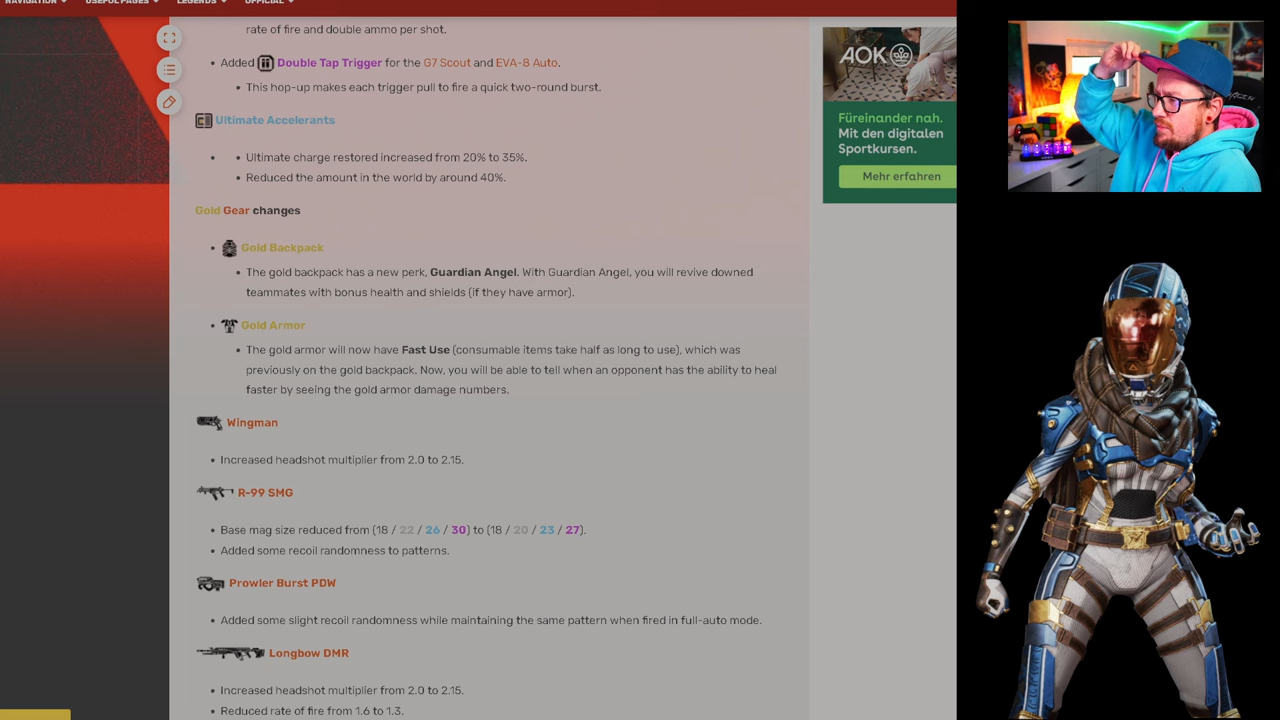 NAVIGATION
USEFUL PAGES
LEGENDS
OFFICIAL
rate of fire and double ammo per shot.
Added Double Tap Trigger for the G7 Scout and EVA-8 Auto.
This hop-up makes each trigger pull to fire a quick two-round burst.
Ultimate Accelerants
Ultimate charge restored increased from 20% to 35%.
Reduced the amount in the world by around 40%.
Gold Gear changes
Gold Backpack
The gold backpack has a new perk, Guardian Angel. With Guardian Angel, you will revive downed
teammates with bonus health and shields (if they have armor).
Gold Armor
The gold armor will now have Fast Use (consumable items take half as long to use), which was
previously on the gold backpack. Now, you will be able to tell when an opponent has the ability to heal
faster by seeing the gold armor damage numbers.
Wingman
Increased headshot multiplier from 2.0 to 2.15.
R-99 SMG
Base mag size reduced from (18 / 22 / 26 / 30) to (18 / 20 / 23 / 27).
Added some recoil randomness to patterns.
Prowler Burst PDW
Added some slight recoil randomness while maintaining the same pattern when fired in full-auto mode.
Longbow DMR
Increased headshot multiplier from 2.0 to 2.15.
Reduced rate of fire from 1.6 to 1.3.
AOK
Füreinander nah.
Mit den digitalen
Sportkursen.
Mehr erfahren